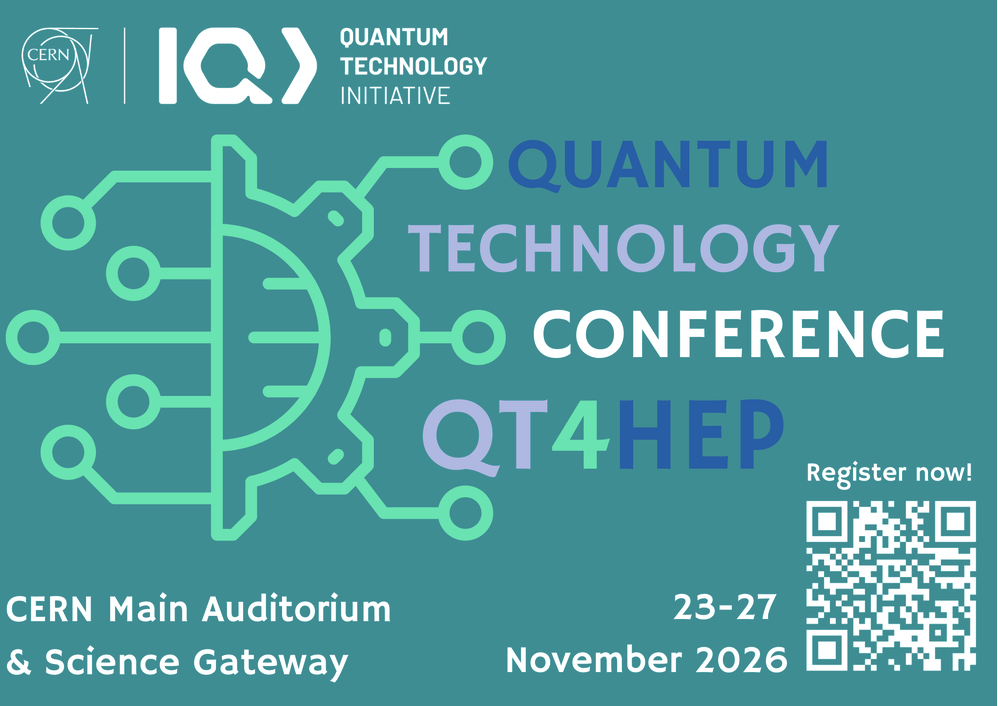 CERN
IQ>
QUANTUM
TECHNOLOGY
INITIATIVE
QUANTUM
TECHNOLOGY
CONFERENCE
QT4HEP
Register now!
CERN Main Auditorium
& Science Gateway
23-27
November 2026